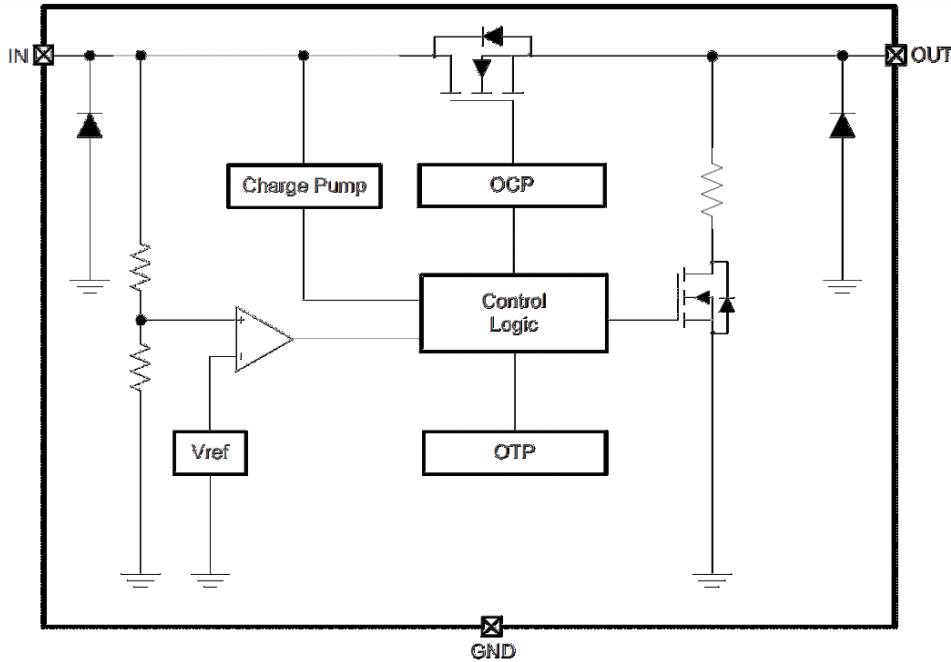 IN
OUT
Charge Pump
OCP
Control
Logic
+
-
Vref
OTP
GND